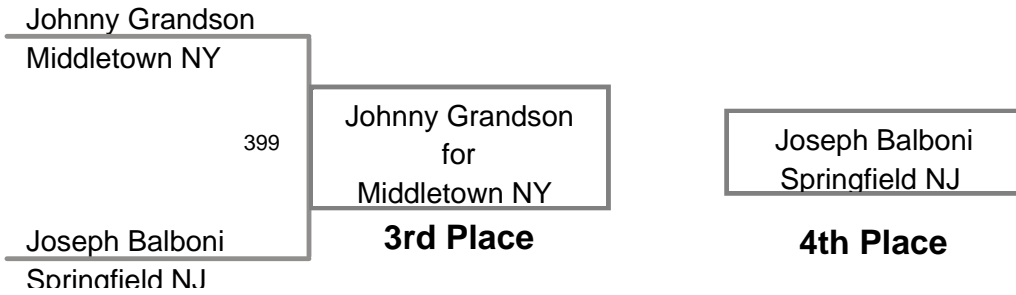 Johnny Grandson
Middletown NY
399
Johnny Grandson
for
Middletown NY
3rd Place
Joseph Balboni
Springfield NJ
Joseph Balboni
Springfield NJ
4th Place